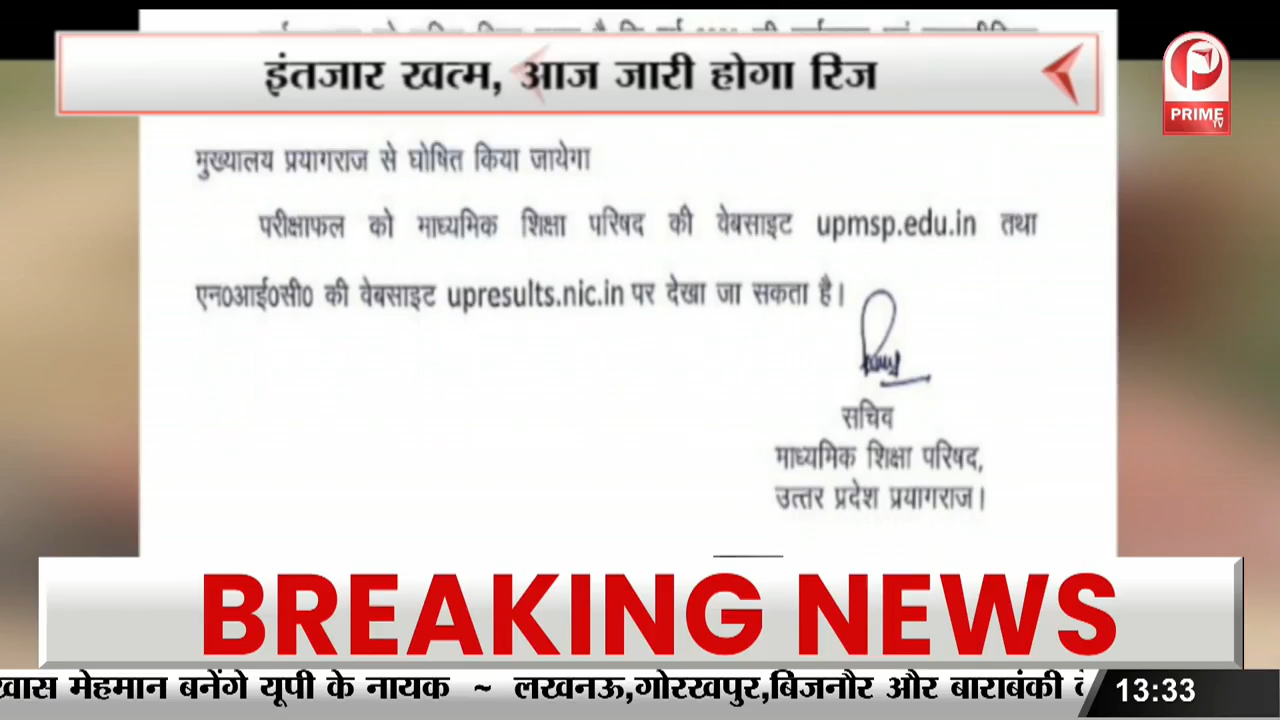 इंतजार खत्म, आज जारी होगा रिज
PRIME
TV
मुख्यालय प्रयागराज से घोषित किया जायेगा
परीक्षाफल को माध्यमिक शिक्षा परिषद की वेबसाइट upmsp.edu.in तथा
एन0आई0सी0 की वेबसाइट upresults.nic.in पर देखा जा सकता है।
सचिव
माध्यमिक शिक्षा परिषद,
उत्तर प्रदेश प्रयागराज।
BREAKING NEWS
खास मेहमान बनेंगे यूपी के नायक ~ लखनऊ,गोरखपुर,बिजनौर और बाराबंकी
13:33